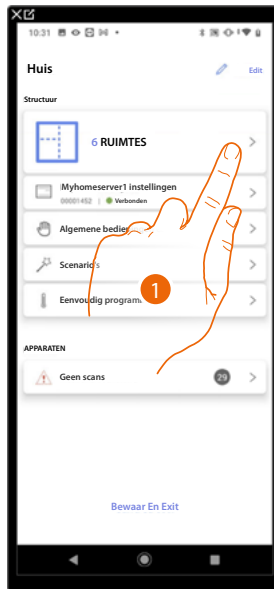 10:31
Huis
Edit
Structuur
6 RUIMTES
Myhomeserver1 instellingen
00001452 | Verbonden
Algemene bedie
Scenario's
Eenvoudig program
1
APPARATEN
Geen scans 29
Bewaar En Exit